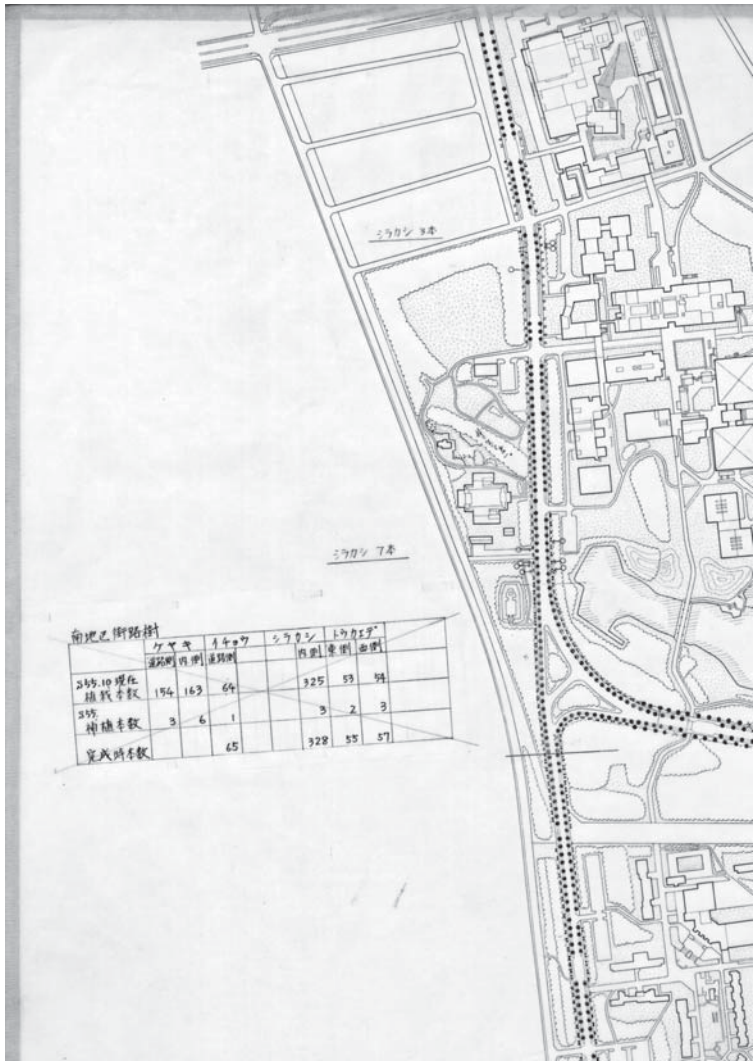 シラカシ 3本
シラカシ 7本
南地区街路樹
ケヤキ イチョウ シラカシ トウカエデ
道路側 内側 道路側 内側 東側 西側
S55.10現在
植栽本数 154 163 64 325 53 54
S55
補植本数 3 6 1 3 2 3
完成時本数 65 328 55 57